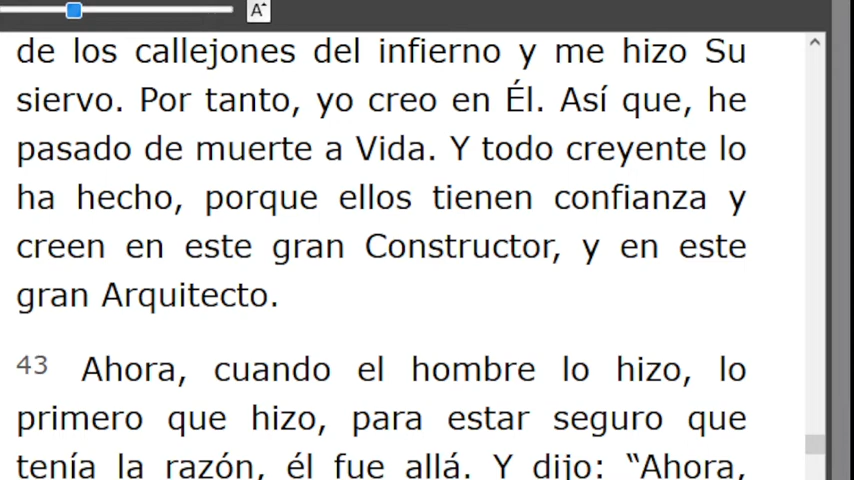 A
de los callejones del infierno y me hizo Su
siervo. Por tanto, yo creo en Él. Así que, he
pasado de muerte a Vida. Y todo creyente lo
ha hecho, porque ellos tienen confianza y
creen en este gran Constructor, y en este
gran Arquitecto.
43 Ahora, cuando el hombre lo hizo, lo
primero que hizo, para estar seguro que
tenía la razón, él fue allá. Y dijo: “Ahora,